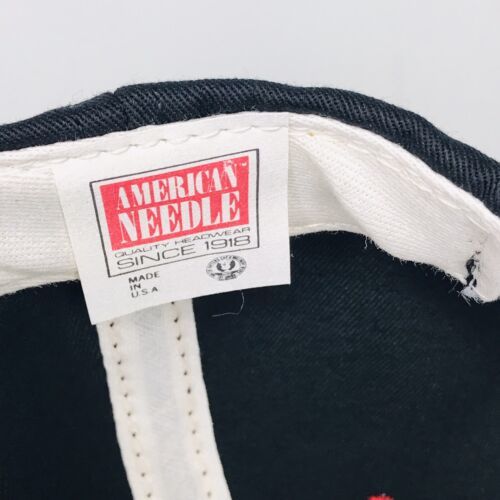 AMERICAN
NEEDLE
QUALITY HEADWEAR
SINCE 1918
MADE
IN
U.S.A